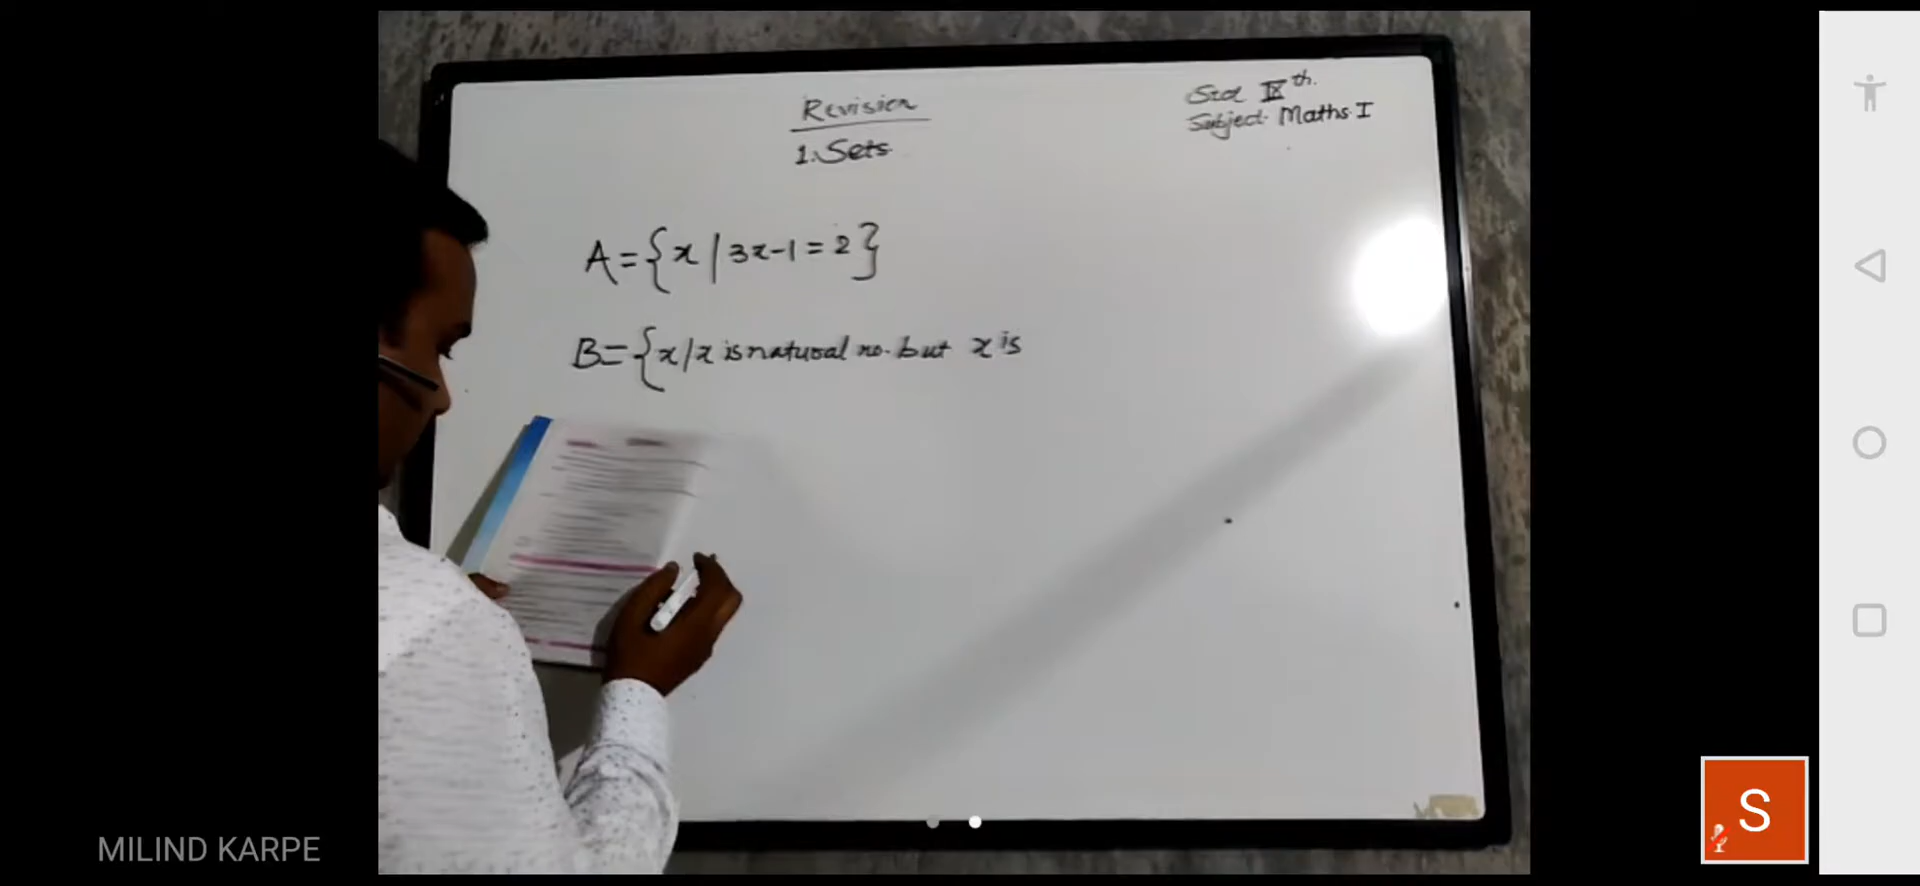 Revision
1. Sets
Std IXth.
Subject. Maths. I
A = {x / 3x-1 = 2}
B = {x/x is natural no. but x is
MILIND KARPE
S